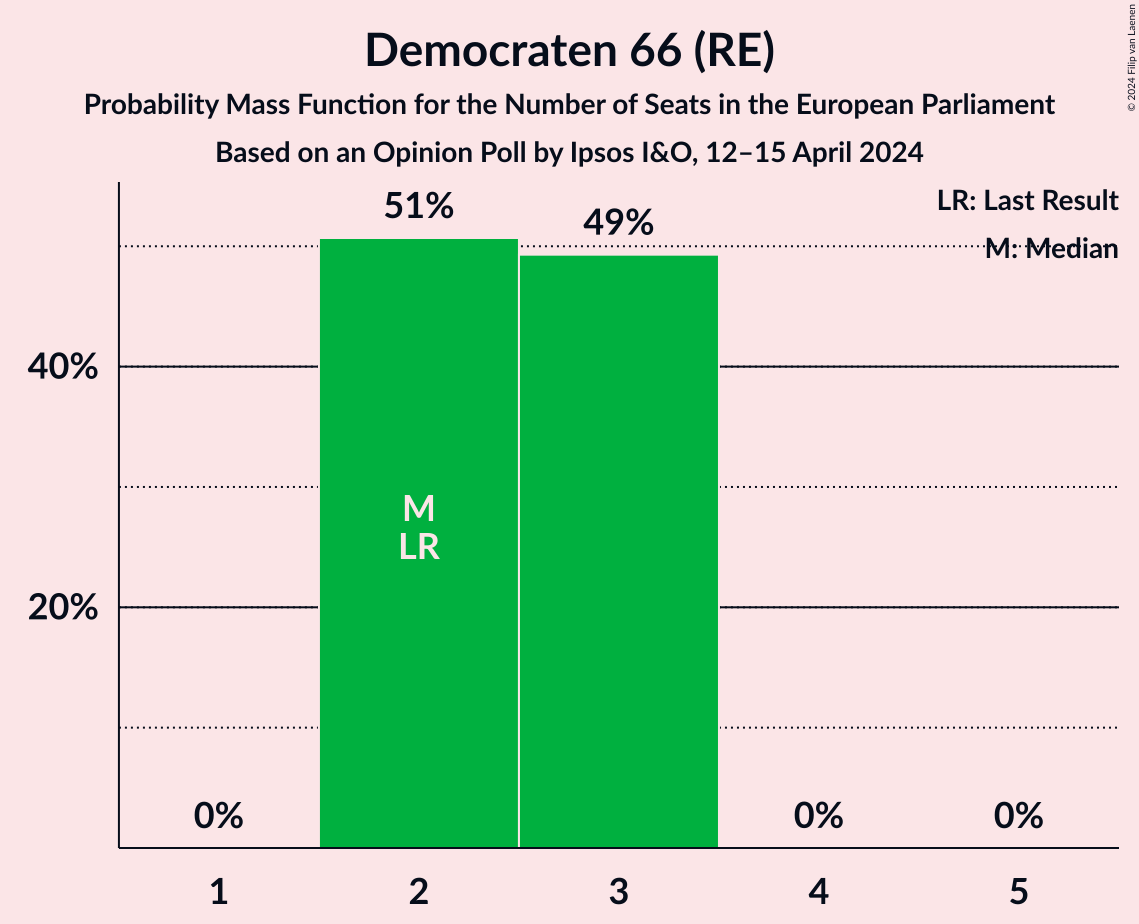 Democraten 66 (RE)
Probability Mass Function for the Number of Seats in the European Parliament
Based on an Opinion Poll by Ipsos I&O, 12–15 April 2024
© 2024 Filip van Laenen
LR: Last Result
M: Median
51%
49%
40%
20%
M
LR
0%
0%
0%
1
2
3
4
5